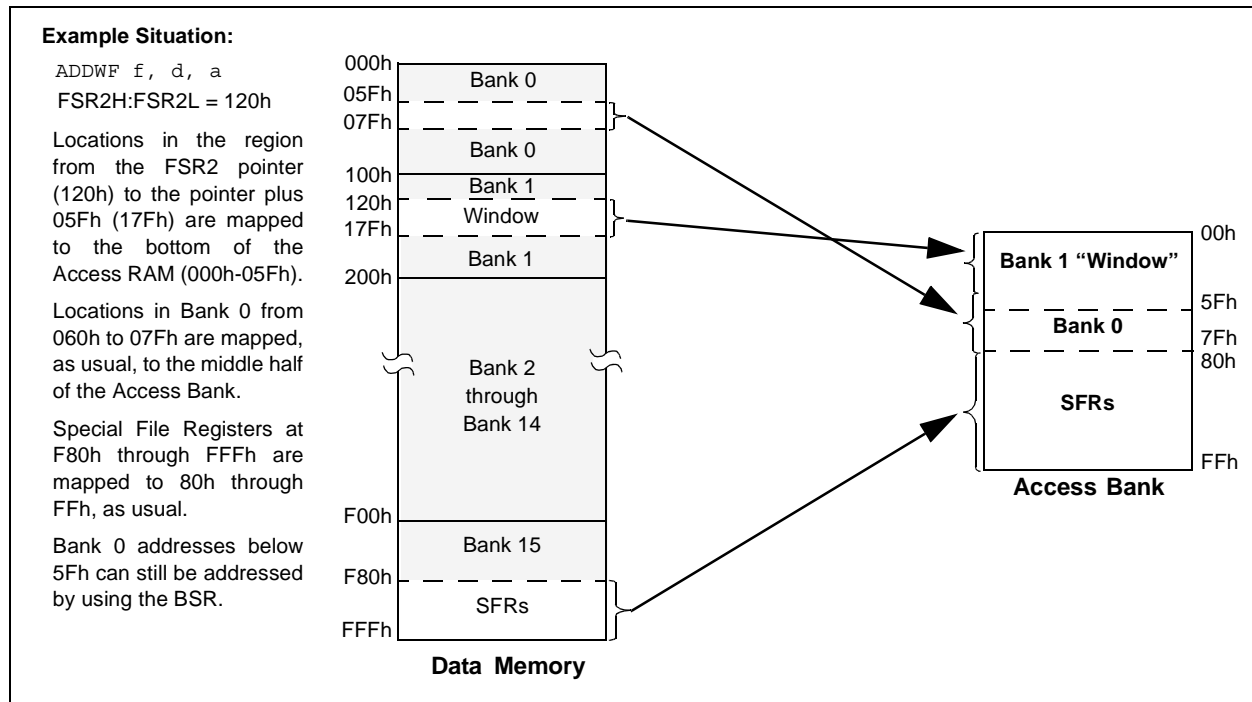 Example Situation:
ADDWF f, d, a
FSR2H:FSR2L = 120h
Locations in the region
from the FSR2 pointer
(120h) to the pointer plus
05Fh (17Fh) are mapped
to the bottom of the
Access RAM (000h-05Fh).
Locations in Bank 0 from
060h to 07Fh are mapped,
as usual, to the middle half
of the Access Bank.
Special File Registers at
F80h through FFFh are
mapped to 80h through
FFh, as usual.
Bank 0 addresses below
5Fh can still be addressed
by using the BSR.
000h
Bank 0
05Fh
07Fh
Bank 0
100h
Bank 1
120h
Window
17Fh
Bank 1
200h
Bank 2
through
Bank 14
F00h
Bank 15
F80h
SFRs
FFFh
Data Memory
00h
Bank 1 “Window”
5Fh
Bank 0
7Fh
80h
SFRs
FFh
Access Bank